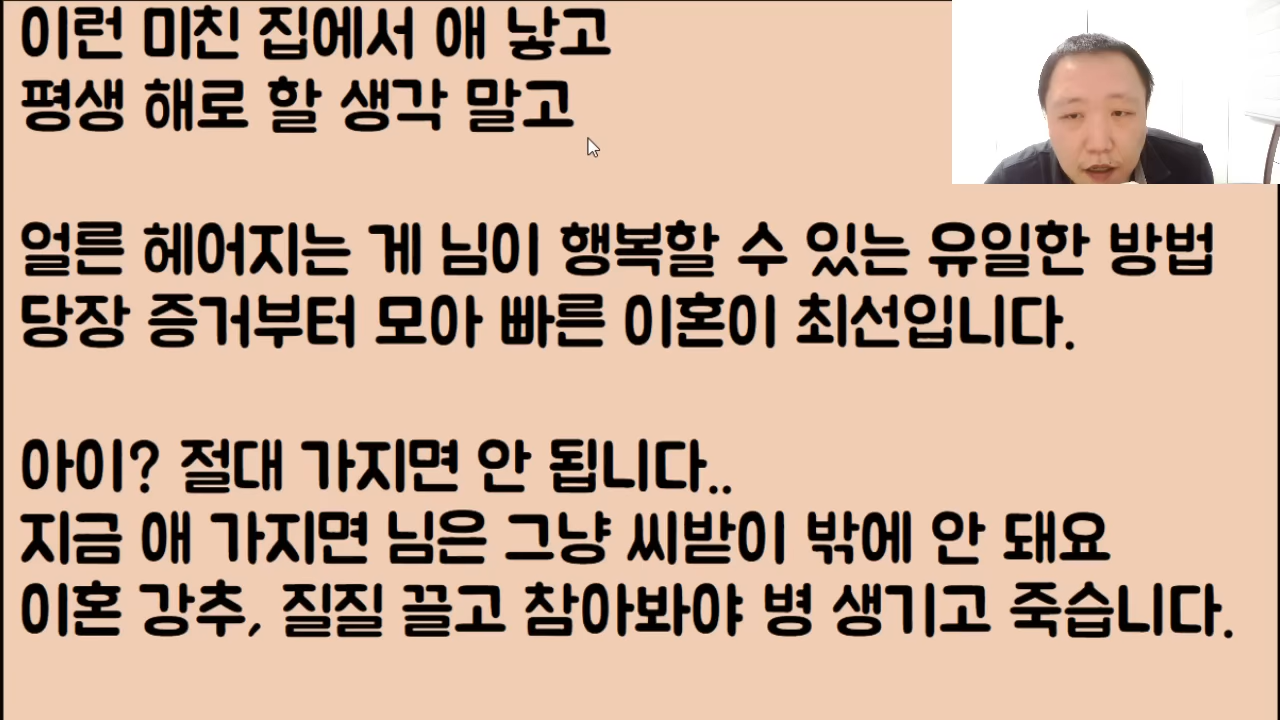 이런 미친 집에서 애 낳고
평생 해로 할 생각 말고
얼른 헤어지는 게 님이 행복할 수 있는 유일한 방법
당장 증거부터 모아 빠른 이혼이 최선입니다.
아이? 절대 가지면 안 됩니다..
지금 애 가지면 님은 그냥 씨받이 밖에 안 돼요
이혼 강추, 질질 끌고 참아봐야 병 생기고 죽습니다.